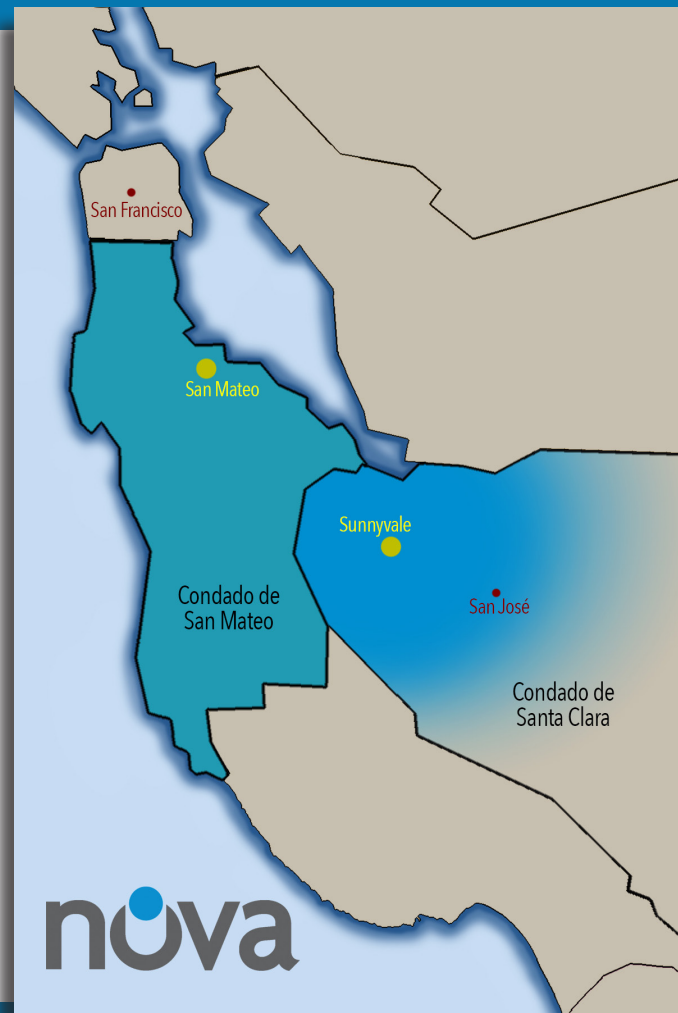 San Francisco
San Mateo
Sunnyvale
Condado de
San Mateo
San José
Condado de
Santa Clara
nova